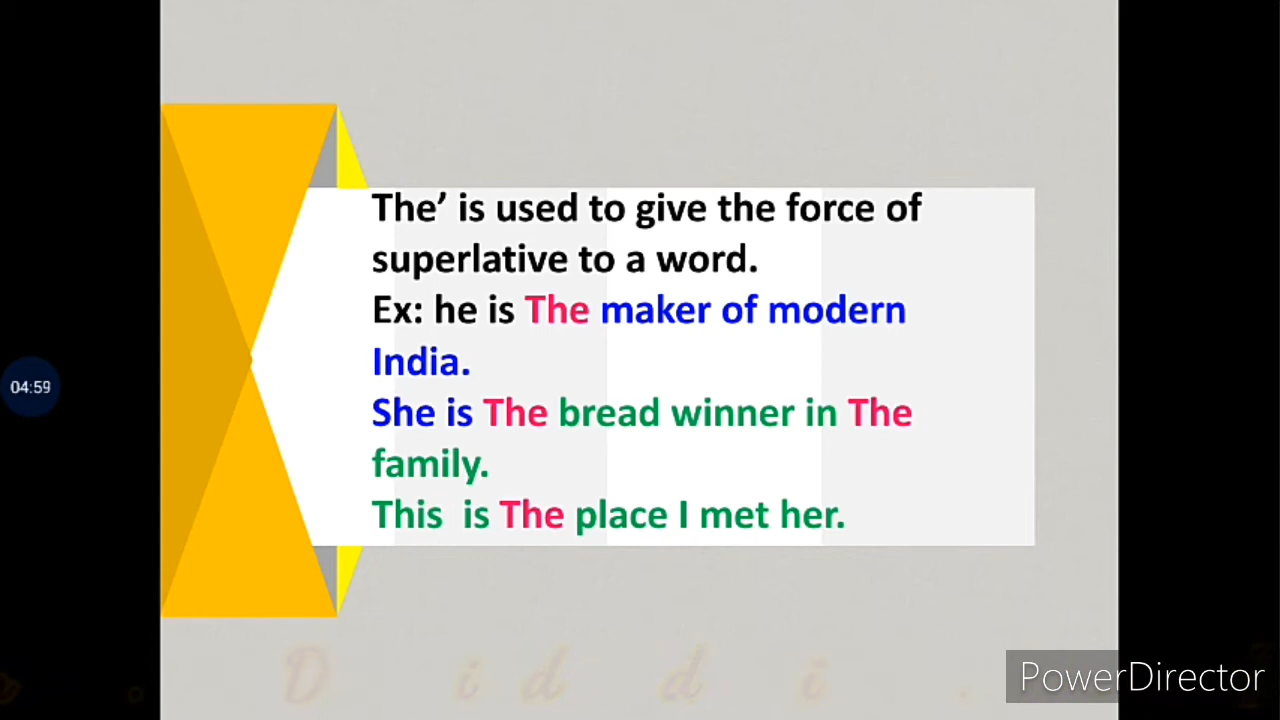 The’ is used to give the force of
superlative to a word.
Ex: he is The maker of modern
India.
04:59
She is The bread winner in The
family.
This is The place I met her.
D i d d i .
PowerDirector